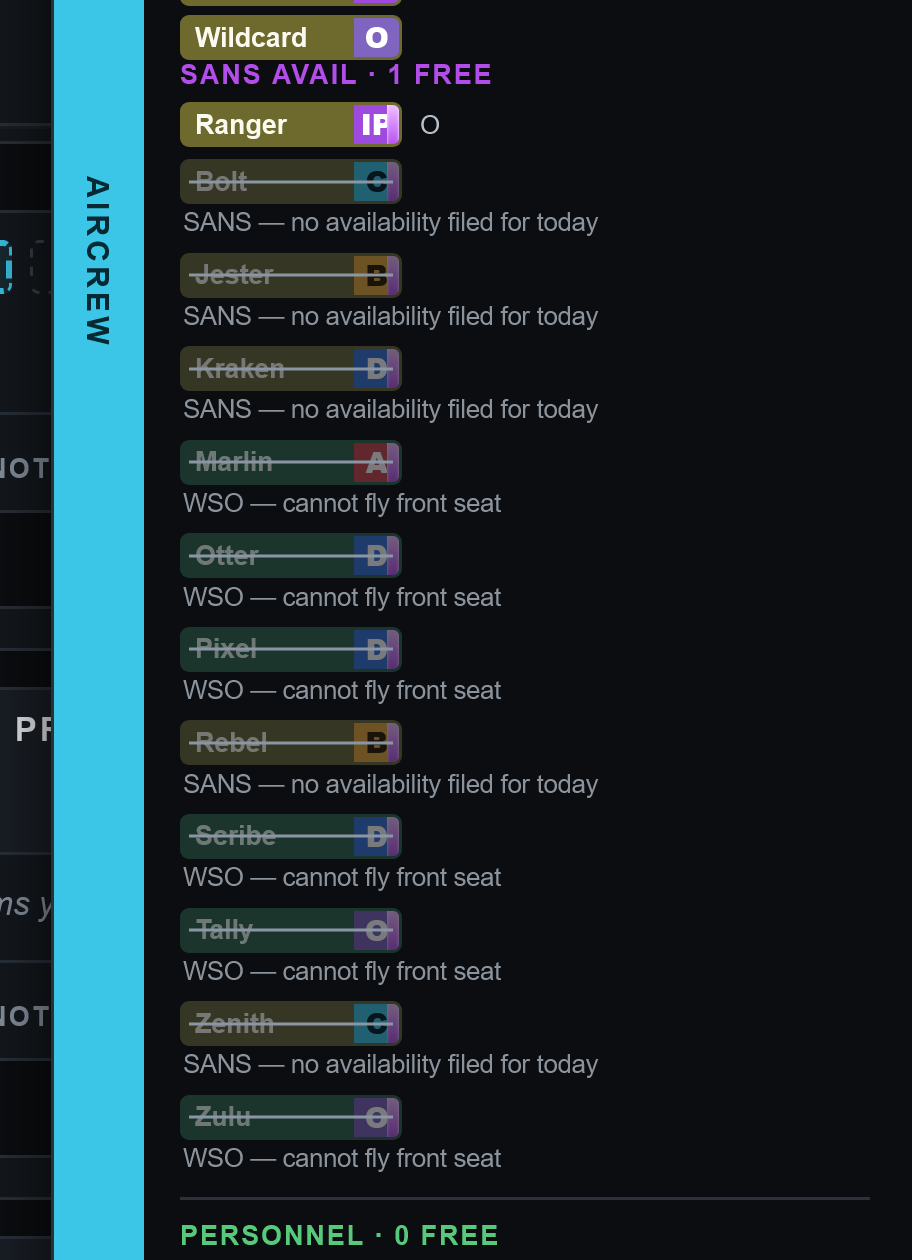 Wildcard O
SANS AVAIL · 1 FREE
Ranger IP O
Bolt C
SANS — no availability filed for today
Jester B
SANS — no availability filed for today
Kraken D
SANS — no availability filed for today
Marlin A
WSO — cannot fly front seat
Otter D
WSO — cannot fly front seat
Pixel D
WSO — cannot fly front seat
Rebel B
SANS — no availability filed for today
Scribe D
WSO — cannot fly front seat
Tally O
WSO — cannot fly front seat
Zenith C
SANS — no availability filed for today
Zulu O
WSO — cannot fly front seat
PERSONNEL · 0 FREE
AIRCREW
NOT
PR
ms y
NOT